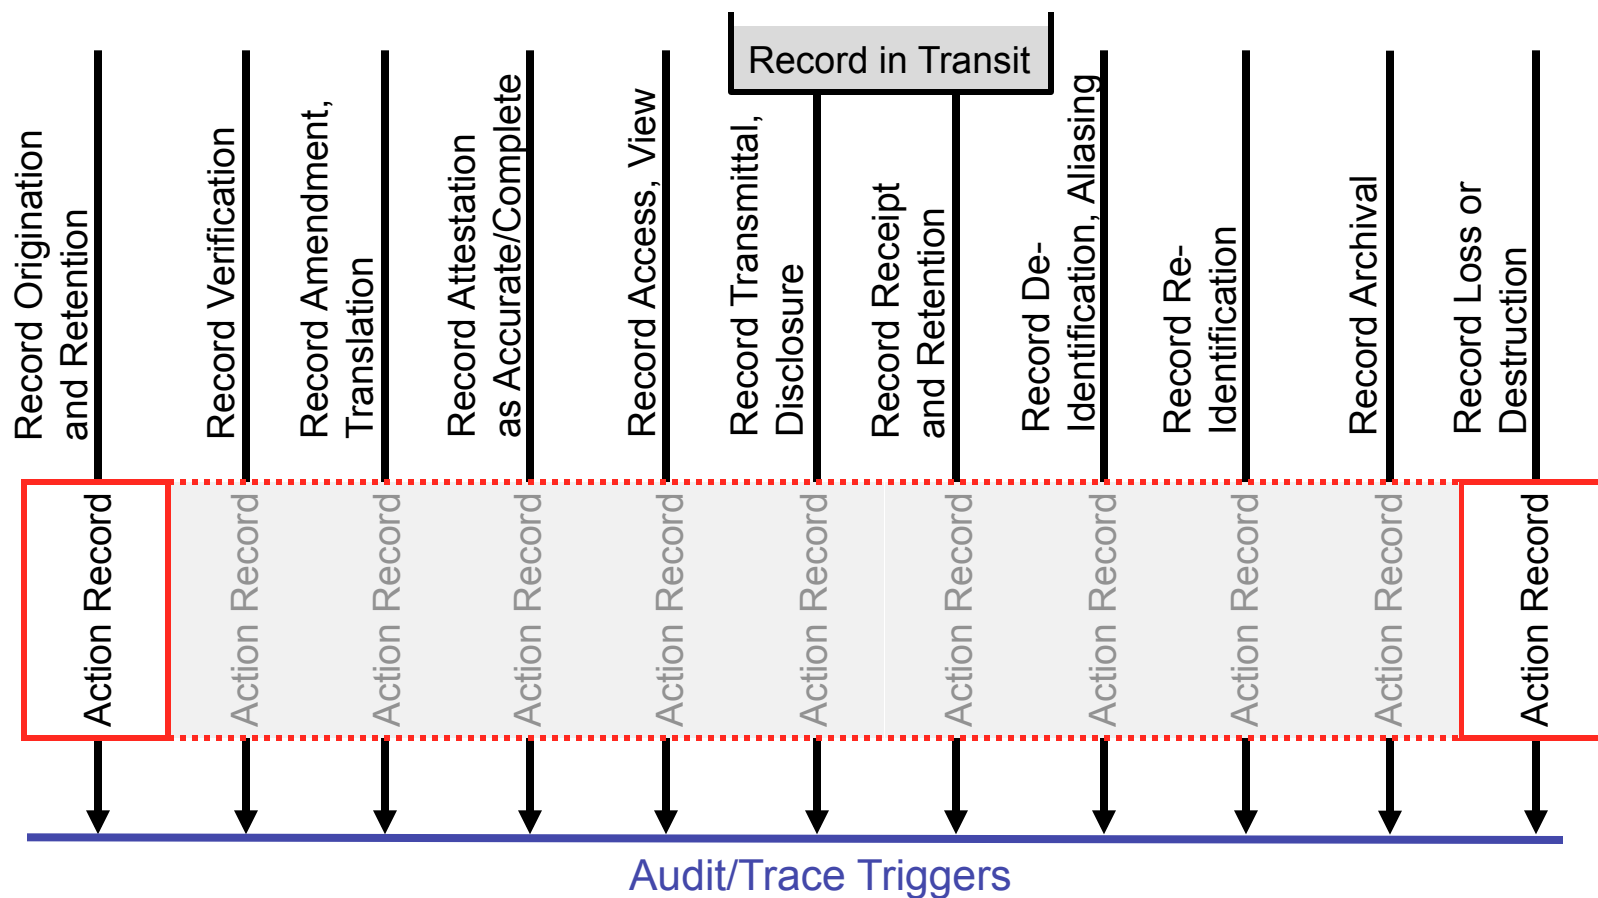 Record in Transit
Record Origination
and Retention
Record Verification
Record Amendment,
Translation
Record Attestation
as Accurate/Complete
Record Access, View
Record Transmittal,
Disclosure
Record Receipt
and Retention
Record De-
Identification, Aliasing
Record Re-
Identification
Record Archival
Record Loss or
Destruction
Action Record
Action Record
Action Record
Action Record
Action Record
Action Record
Action Record
Action Record
Action Record
Action Record
Action Record
Audit/Trace Triggers